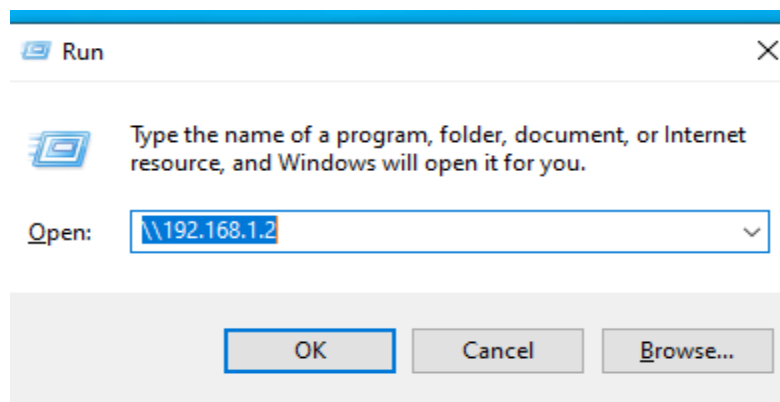 Run
Type the name of a program, folder, document, or Internet
resource, and Windows will open it for you.
Open: \\192.168.1.2
OK Cancel Browse...